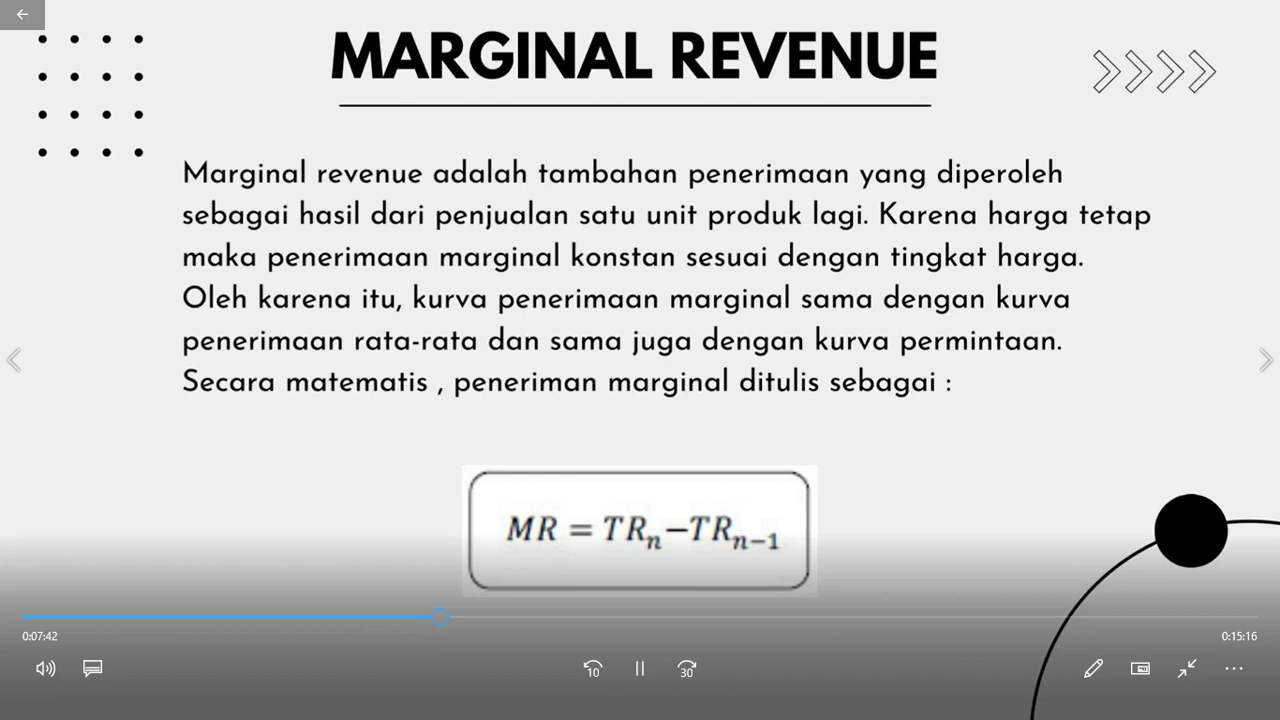 MARGINAL REVENUE
Marginal revenue adalah tambahan penerimaan yang diperoleh
sebagai hasil dari penjualan satu unit produk lagi. Karena harga tetap
maka penerimaan marginal konstan sesuai dengan tingkat harga.
Oleh karena itu, kurva penerimaan marginal sama dengan kurva
penerimaan rata-rata dan sama juga dengan kurva permintaan.
Secara matematis , peneriman marginal ditulis sebagai :
MR = TRₙ−TRₙ₋₁
0:07:42
0:15:16
10
30